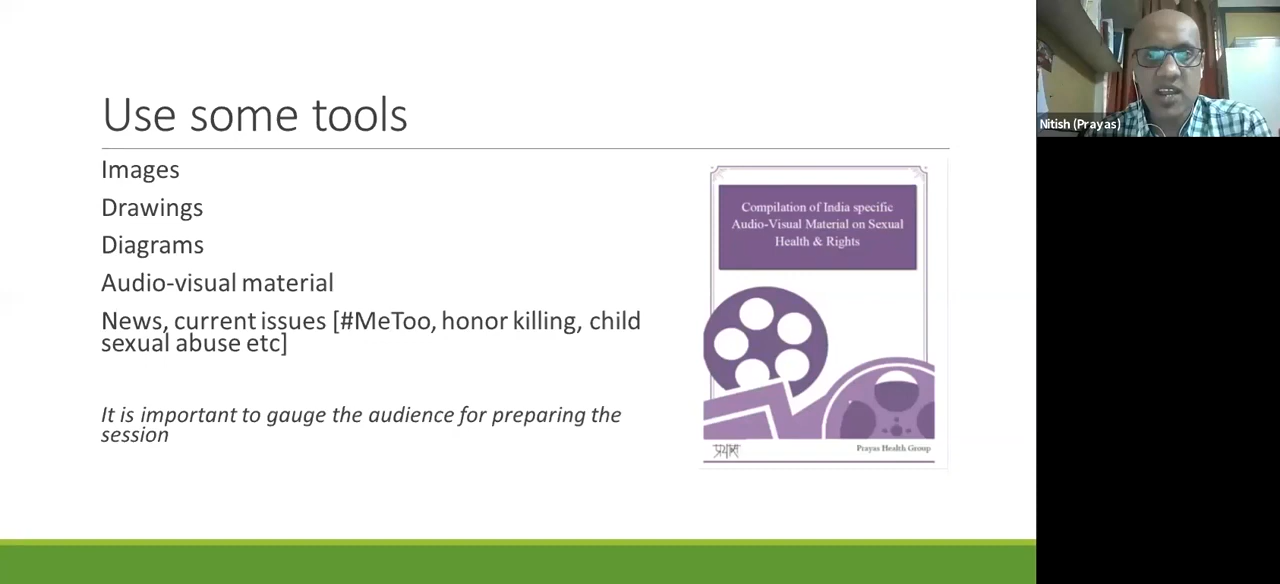 Use some tools
Images
Drawings
Diagrams
Audio-visual material
News, current issues [#MeToo, honor killing, child
sexual abuse etc]
It is important to gauge the audience for preparing the
session
Compilation of India specific
Audio-Visual Material on Sexual
Health & Rights
प्रयास
Prayas Health Group
Nitish (Prayas)